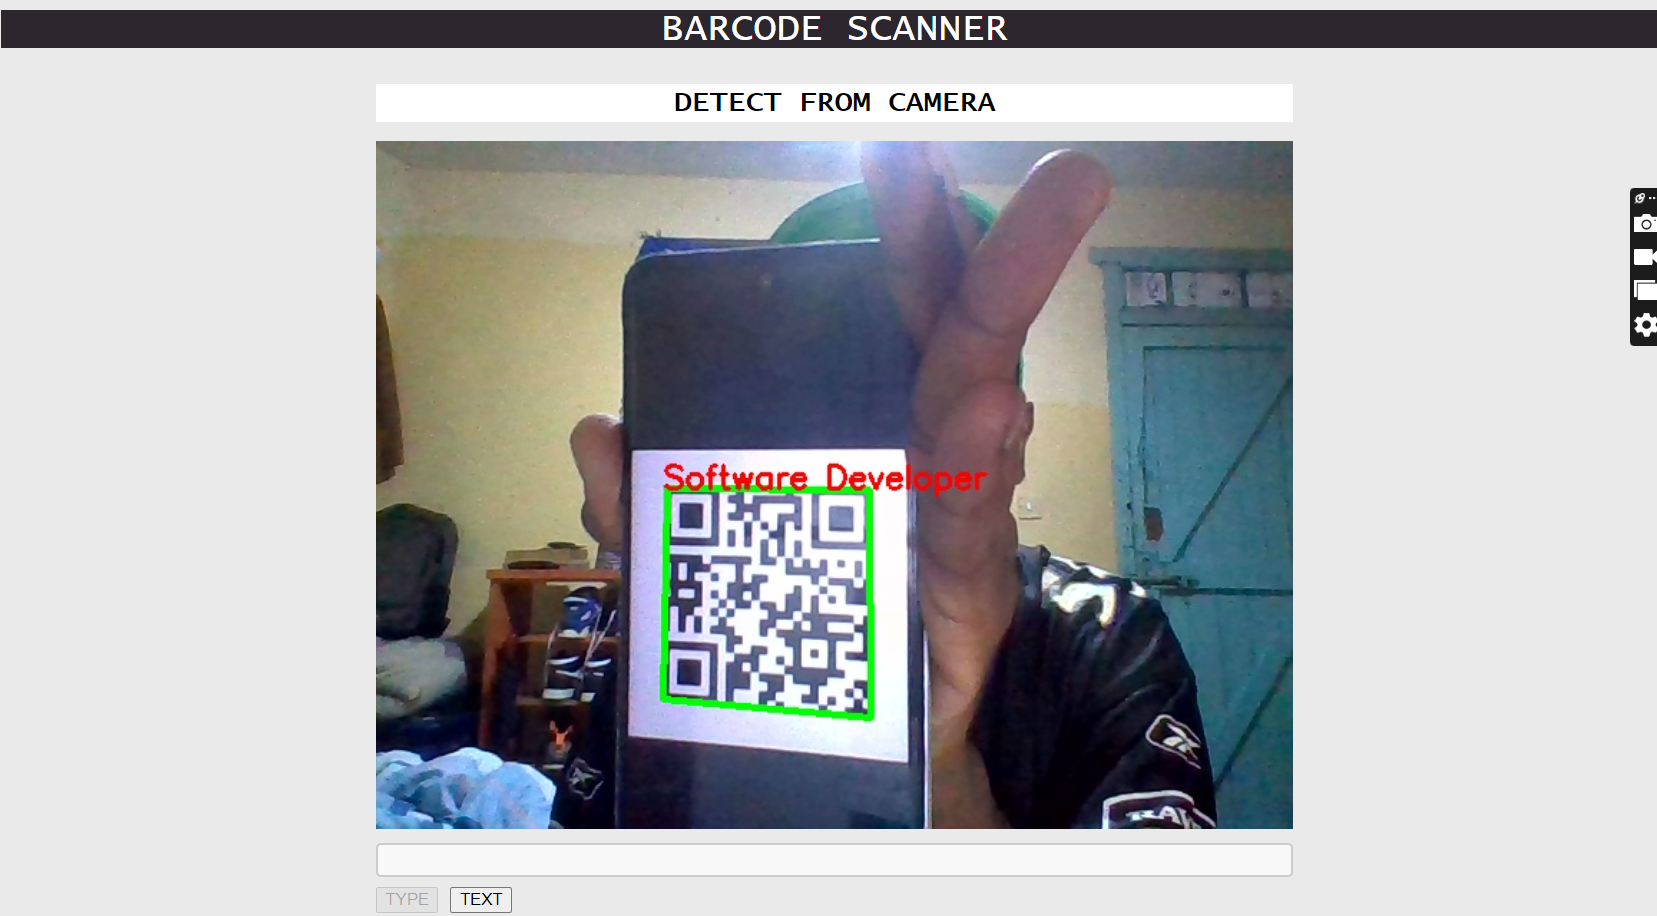 BARCODE SCANNER
DETECT FROM CAMERA
Software Developer
TYPE
TEXT